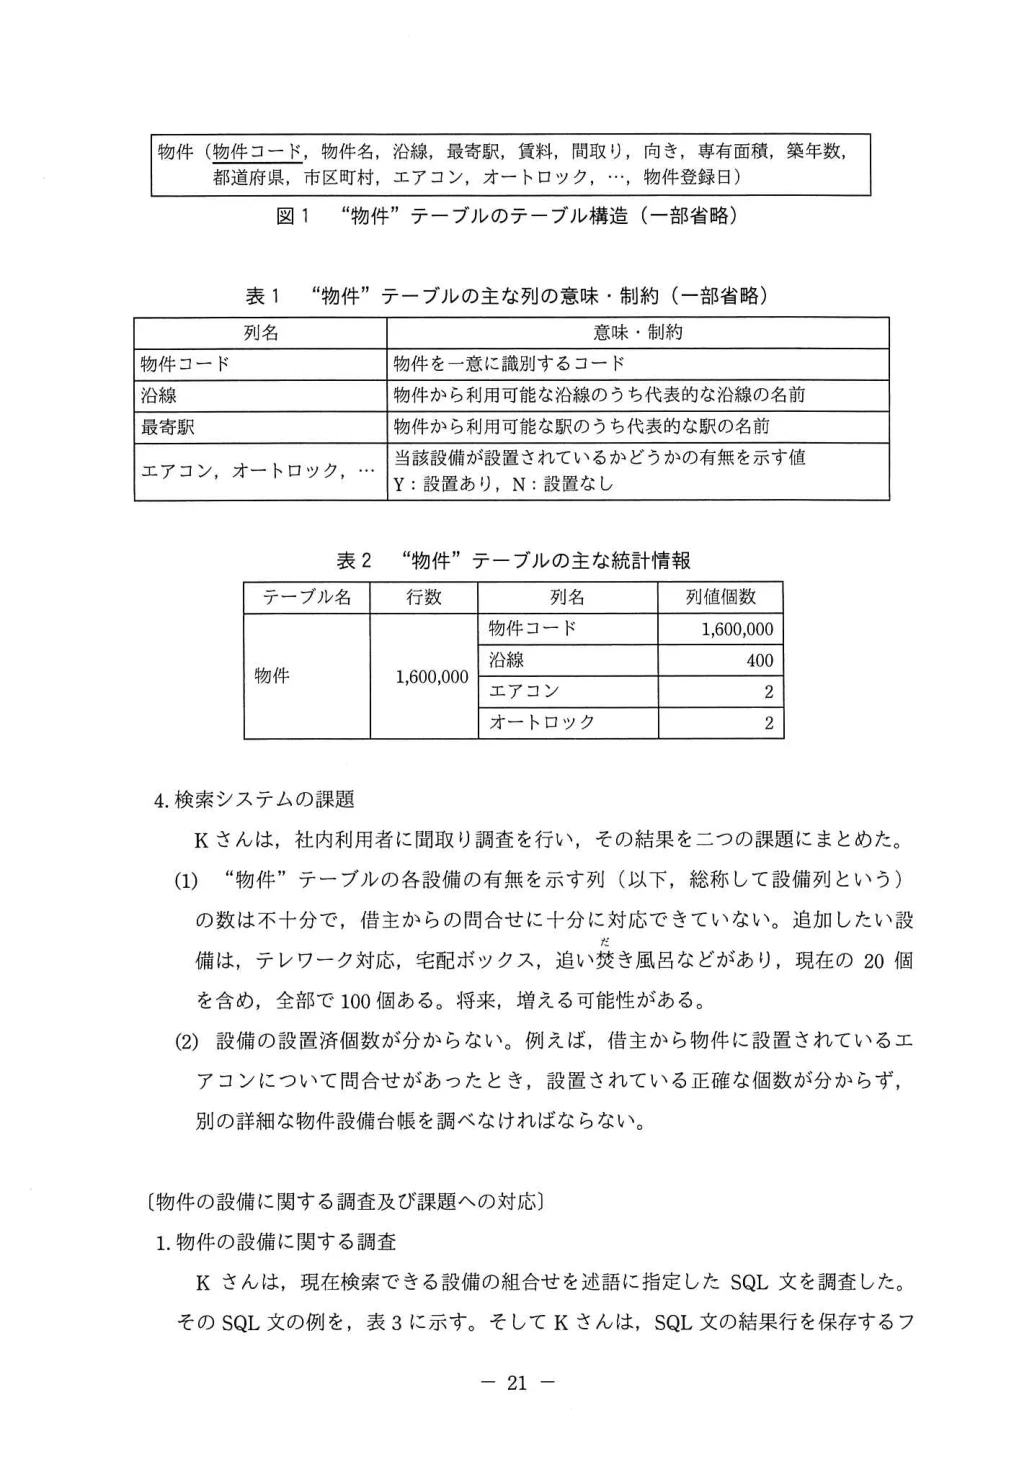 物件（物件コード，物件名，沿線，最寄駅，賃料，間取り，向き，専有面積，築年数，
都道府県，市区町村，エアコン，オートロック，…，物件登録日）
図1　“物件”テーブルのテーブル構造（一部省略）
表1　“物件”テーブルの主な列の意味・制約（一部省略）
列名　意味・制約
物件コード　物件を一意に識別するコード
沿線　物件から利用可能な沿線のうち代表的な沿線の名前
最寄駅　物件から利用可能な駅のうち代表的な駅の名前
エアコン，オートロック，…　当該設備が設置されているかどうかの有無を示す値
Y：設置あり，N：設置なし
表2　“物件”テーブルの主な統計情報
テーブル名　行数　列名　列値個数
物件　1,600,000　物件コード　1,600,000
沿線　400
エアコン　2
オートロック　2
4. 検索システムの課題
Kさんは，社内利用者に聞取り調査を行い，その結果を二つの課題にまとめた。
(1)　“物件”テーブルの各設備の有無を示す列（以下，総称して設備列という）
の数は不十分で，借主からの問合せに十分に対応できていない。追加したい設
だ
備は，テレワーク対応，宅配ボックス，追い焚き風呂などがあり，現在の 20 個
を含め，全部で 100 個ある。将来，増える可能性がある。
(2)　設備の設置済個数が分からない。例えば，借主から物件に設置されているエ
アコンについて問合せがあったとき，設置されている正確な個数が分からず，
別の詳細な物件設備台帳を調べなければならない。
〔物件の設備に関する調査及び課題への対応〕
1. 物件の設備に関する調査
K さんは，現在検索できる設備の組合せを述語に指定した SQL 文を調査した。
その SQL 文の例を，表 3 に示す。そして K さんは，SQL 文の結果行を保存するフ
－ 21 －